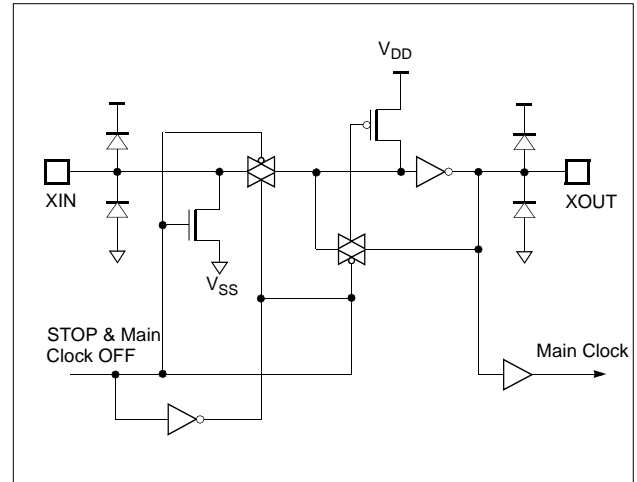 VDD
XIN
XOUT
VSS
STOP & Main
Clock OFF
Main Clock